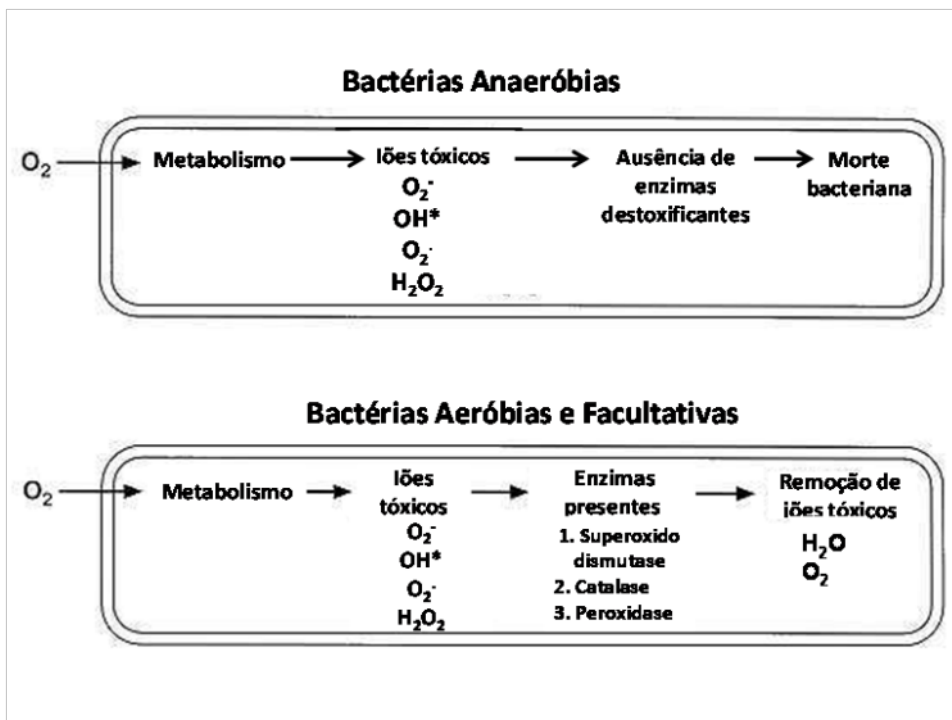 Bactérias Anaeróbias
O₂
Metabolismo
Iões tóxicos
O₂⁻
OH*
O₂·
H₂O₂
Ausência de
enzimas
destoxificantes
Morte
bacteriana
Bactérias Aeróbias e Facultativas
O₂
Metabolismo
Iões
tóxicos
O₂⁻
OH*
O₂·
H₂O₂
Enzimas
presentes
1. Superoxido
dismutase
2. Catalase
3. Peroxidase
Remoção de
iões tóxicos
H₂O
O₂